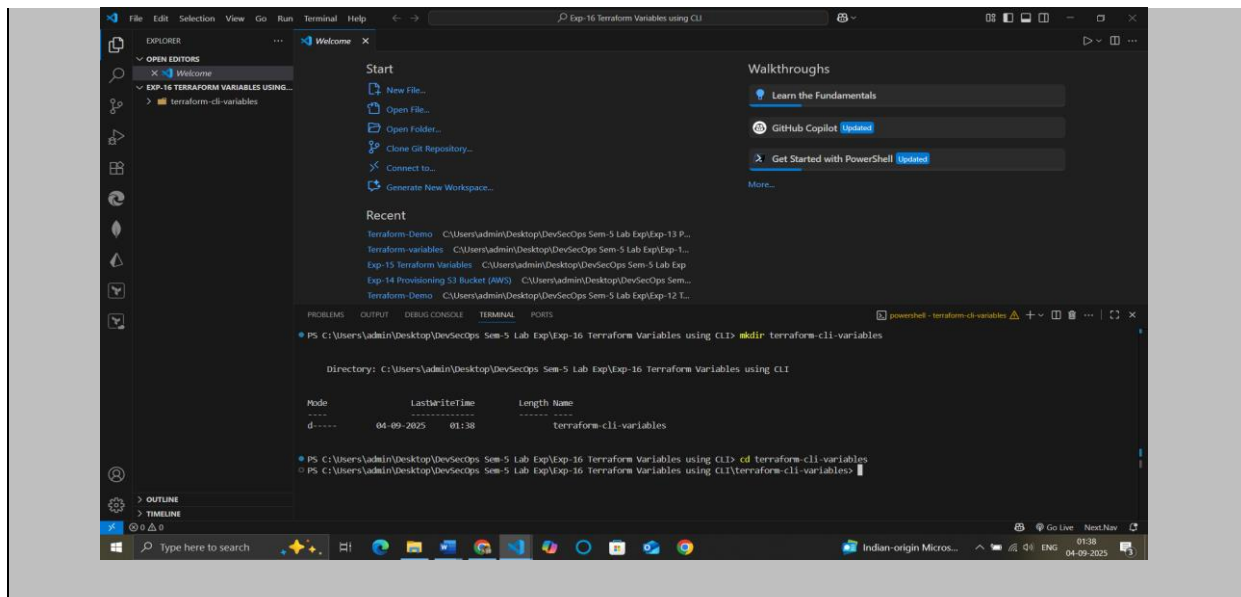 File Edit Selection View Go Run Terminal Help
Exp-16 Terraform Variables using CLI
EXPLORER
OPEN EDITORS
Welcome
EXP-16 TERRAFORM VARIABLES USING...
terraform-cli-variables
Welcome
Start
New File...
Open File...
Open Folder...
Clone Git Repository...
Connect to...
Generate New Workspace...
Recent
Terraform-Demo C:\Users\admin\Desktop\DevSecOps Sem-5 Lab Exp\Exp-13 P...
Terraform-variables C:\Users\admin\Desktop\DevSecOps Sem-5 Lab Exp\Exp-1...
Exp-15 Terraform Variables C:\Users\admin\Desktop\DevSecOps Sem-5 Lab Exp
Exp-14 Provisioning S3 Bucket (AWS) C:\Users\admin\Desktop\DevSecOps Sem...
Terraform-Demo C:\Users\admin\Desktop\DevSecOps Sem-5 Lab Exp\Exp-12 T...
Walkthroughs
Learn the Fundamentals
GitHub Copilot Updated
Get Started with PowerShell Updated
More...
PROBLEMS OUTPUT DEBUG CONSOLE TERMINAL PORTS
powershell - terraform-cli-variables
PS C:\Users\admin\Desktop\DevSecOps Sem-5 Lab Exp\Exp-16 Terraform Variables using CLI> mkdir terraform-cli-variables
Directory: C:\Users\admin\Desktop\DevSecOps Sem-5 Lab Exp\Exp-16 Terraform Variables using CLI
Mode LastWriteTime Length Name
---- ------------- ------ ----
d----- 04-09-2025 01:38 terraform-cli-variables
PS C:\Users\admin\Desktop\DevSecOps Sem-5 Lab Exp\Exp-16 Terraform Variables using CLI> cd terraform-cli-variables
PS C:\Users\admin\Desktop\DevSecOps Sem-5 Lab Exp\Exp-16 Terraform Variables using CLI\terraform-cli-variables>
OUTLINE
TIMELINE
0 0
Go Live Next.Nav
Type here to search
Indian-origin Micros...
ENG
01:38
04-09-2025